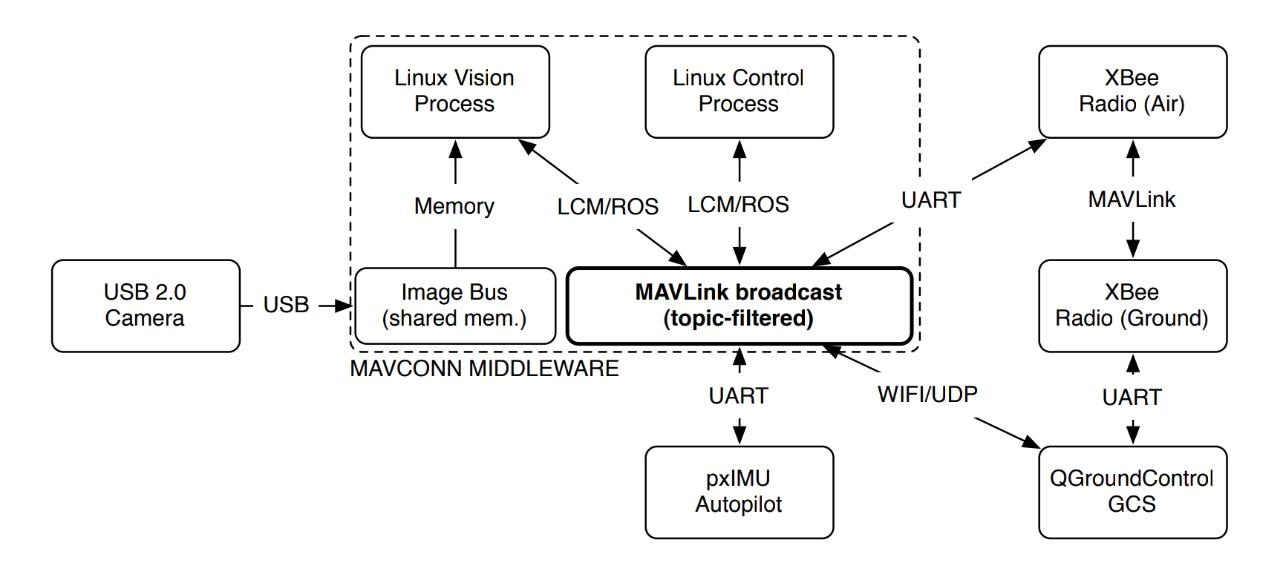 Linux Vision
Process
Linux Control
Process
XBee
Radio (Air)
Memory
LCM/ROS
LCM/ROS
UART
MAVLink
USB 2.0
Camera
USB
Image Bus
(shared mem.)
MAVLink broadcast
(topic-filtered)
XBee
Radio (Ground)
MAVCONN MIDDLEWARE
UART
WIFI/UDP
UART
pxIMU
Autopilot
QGroundControl
GCS